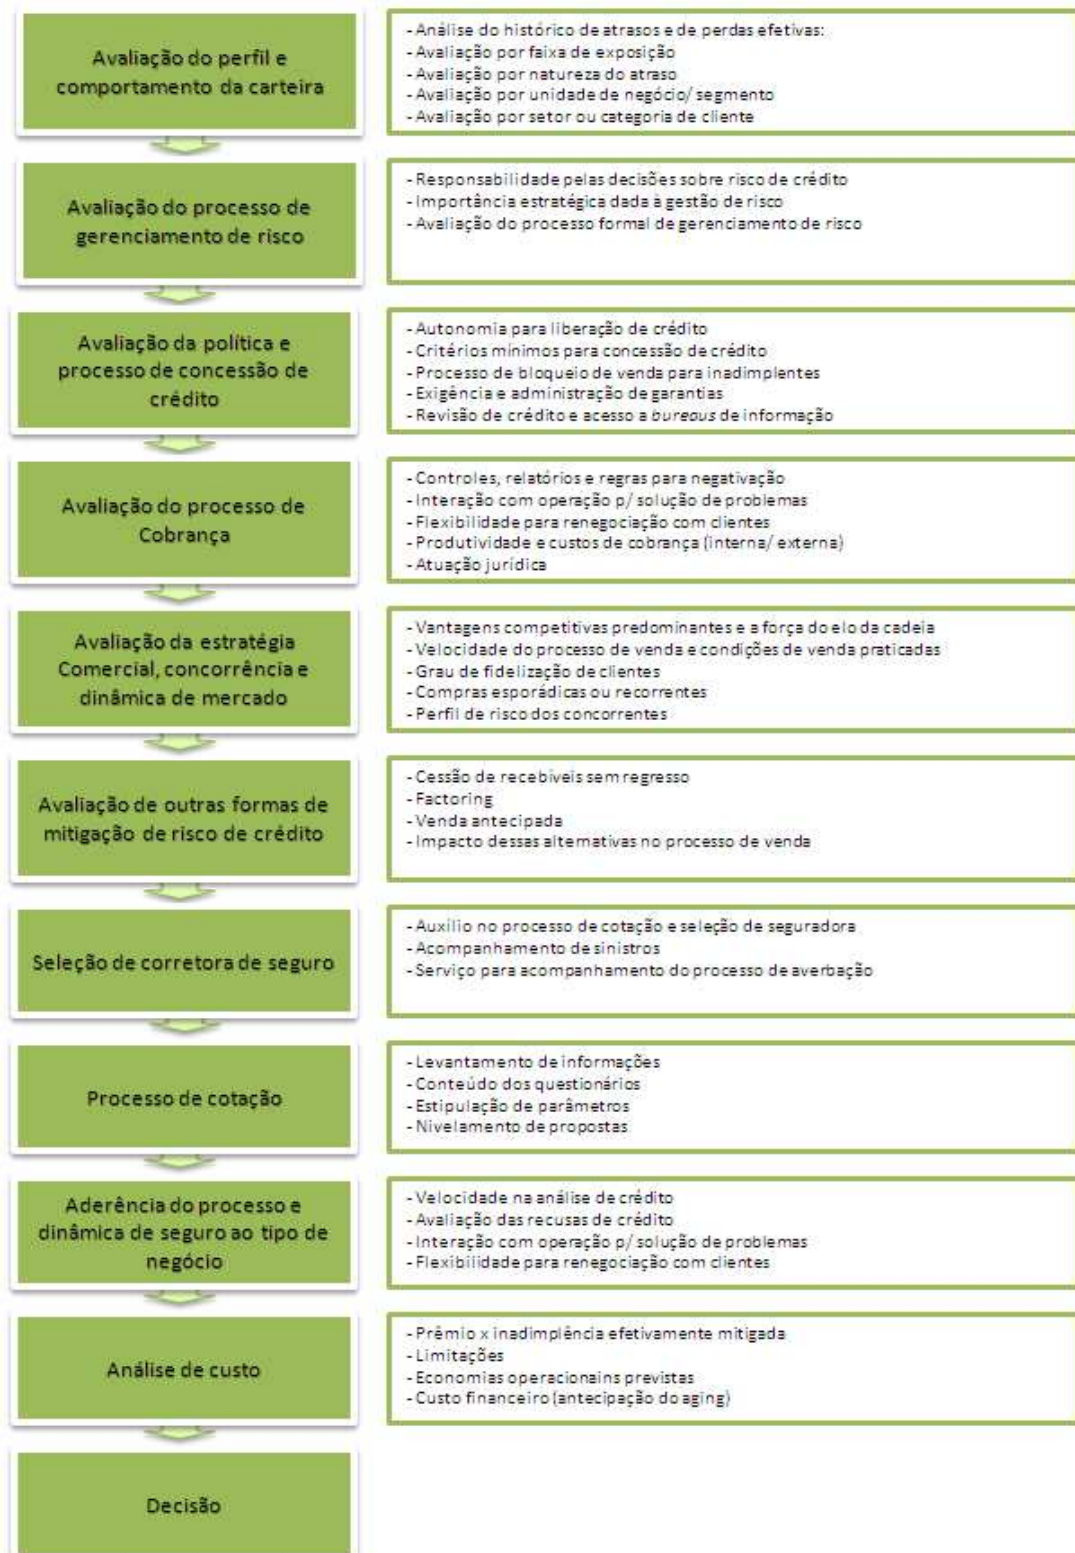 Avaliação do perfil e
comportamento da carteira
- Análise do histórico de atrasos e de perdas efetivas:
- Avaliação por faixa de exposição
- Avaliação por natureza do atraso
- Avaliação por unidade de negócio/ segmento
- Avaliação por setor ou categoria de cliente
Avaliação do processo de
gerenciamento de risco
- Responsabilidade pelas decisões sobre risco de crédito
- Importância estratégica dada à gestão de risco
- Avaliação do processo formal de gerenciamento de risco
Avaliação da política e
processo de concessão de
crédito
- Autonomia para liberação de crédito
- Critérios mínimos para concessão de crédito
- Processo de bloqueio de venda para inadimplentes
- Exigência e administração de garantias
- Revisão de crédito e acesso a bureaus de informação
Avaliação do processo de
Cobrança
- Controles, relatórios e regras para negativação
- Interação com operação p/ solução de problemas
- Flexibilidade para renegociação com clientes
- Produtividade e custos de cobrança (interna/ externa)
- Atuação jurídica
Avaliação da estratégia
Comercial, concorrência e
dinâmica de mercado
- Vantagens competitivas predominantes e a força do elo da cadeia
- Velocidade do processo de venda e condições de venda praticadas
- Grau de fidelização de clientes
- Compras esporádicas ou recorrentes
- Perfil de risco dos concorrentes
Avaliação de outras formas de
mitigação de risco de crédito
- Cessão de recebíveis sem regresso
- Factoring
- Venda antecipada
- Impacto dessas alternativas no processo de venda
Seleção de corretora de seguro
- Auxílio no processo de cotação e seleção de seguradora
- Acompanhamento de sinistros
- Serviço para acompanhamento do processo de averbação
Processo de cotação
- Levantamento de informações
- Conteúdo dos questionários
- Estipulação de parâmetros
- Nivelamento de propostas
Aderência do processo e
dinâmica de seguro ao tipo de
negócio
- Velocidade na análise de crédito
- Avaliação das recusas de crédito
- Interação com operação p/ solução de problemas
- Flexibilidade para renegociação com clientes
Análise de custo
- Prêmio x inadimplência efetivamente mitigada
- Limitações
- Economias operacionains previstas
- Custo financeiro (antecipação do aging)
Decisão